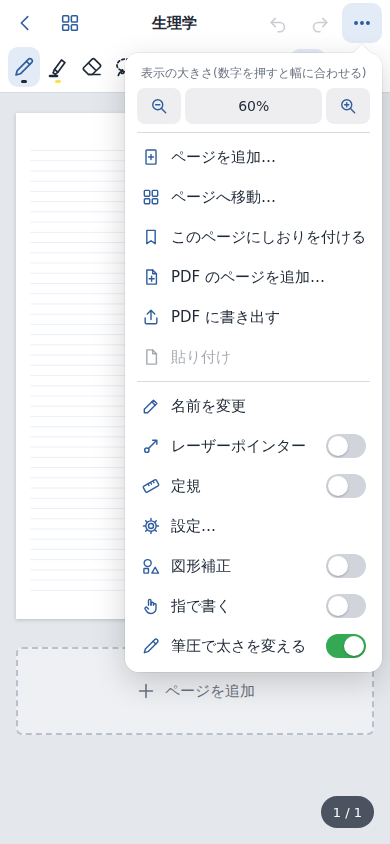 生理学
表示の大きさ(数字を押すと幅に合わせる)
60%
ページを追加…
ページへ移動…
このページにしおりを付ける
PDF のページを追加…
PDF に書き出す
貼り付け
名前を変更
レーザーポインター
定規
設定…
図形補正
指で書く
筆圧で太さを変える
ページを追加
1 / 1